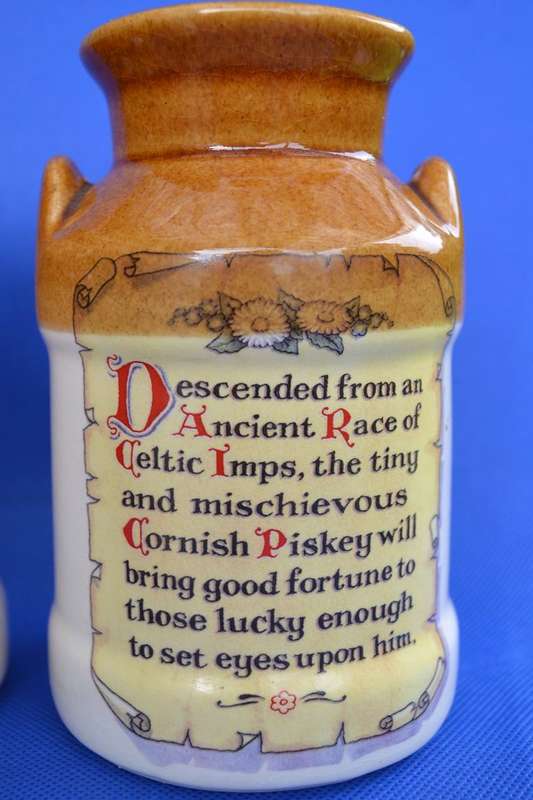 Descended from an
Ancient Race of
Celtic Imps, the tiny
and mischievous
Cornish Piskey will
bring good fortune to
those lucky enough
to set eyes upon him.